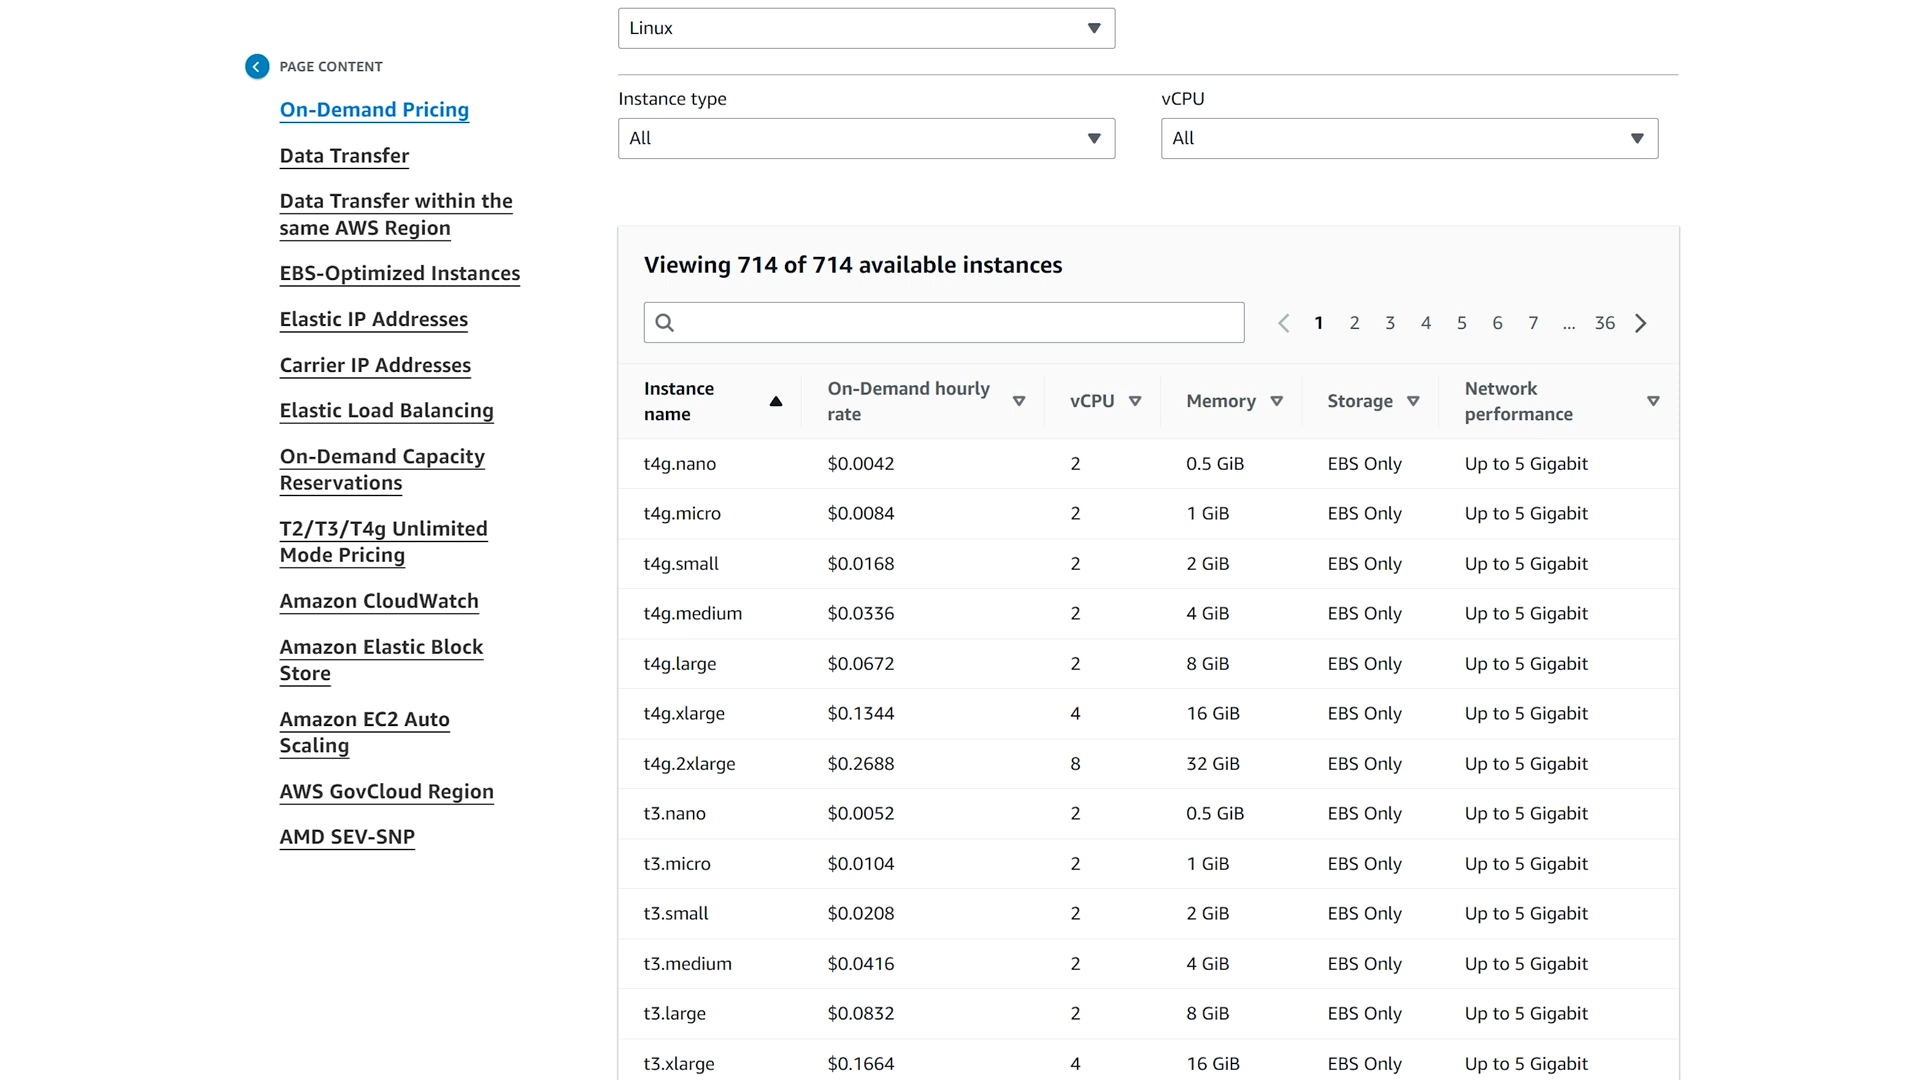 Linux
PAGE CONTENT
On-Demand Pricing
Data Transfer
Data Transfer within the
same AWS Region
EBS-Optimized Instances
Elastic IP Addresses
Carrier IP Addresses
Elastic Load Balancing
On-Demand Capacity
Reservations
T2/T3/T4g Unlimited
Mode Pricing
Amazon CloudWatch
Amazon Elastic Block
Store
Amazon EC2 Auto
Scaling
AWS GovCloud Region
AMD SEV-SNP
Instance type
All
vCPU
All
Viewing 714 of 714 available instances
1 2 3 4 5 6 7 ... 36
Instance name On-Demand hourly rate vCPU Memory Storage Network performance
t4g.nano $0.0042 2 0.5 GiB EBS Only Up to 5 Gigabit
t4g.micro $0.0084 2 1 GiB EBS Only Up to 5 Gigabit
t4g.small $0.0168 2 2 GiB EBS Only Up to 5 Gigabit
t4g.medium $0.0336 2 4 GiB EBS Only Up to 5 Gigabit
t4g.large $0.0672 2 8 GiB EBS Only Up to 5 Gigabit
t4g.xlarge $0.1344 4 16 GiB EBS Only Up to 5 Gigabit
t4g.2xlarge $0.2688 8 32 GiB EBS Only Up to 5 Gigabit
t3.nano $0.0052 2 0.5 GiB EBS Only Up to 5 Gigabit
t3.micro $0.0104 2 1 GiB EBS Only Up to 5 Gigabit
t3.small $0.0208 2 2 GiB EBS Only Up to 5 Gigabit
t3.medium $0.0416 2 4 GiB EBS Only Up to 5 Gigabit
t3.large $0.0832 2 8 GiB EBS Only Up to 5 Gigabit
t3.xlarge $0.1664 4 16 GiB EBS Only Up to 5 Gigabit